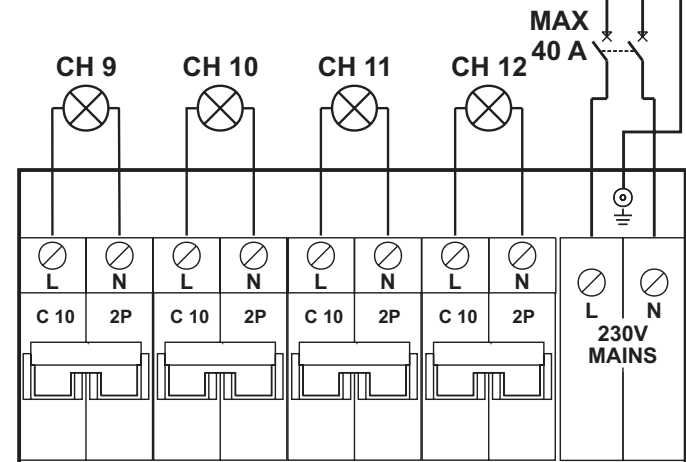 MAX
40 A
CH 9 CH 10 CH 11 CH 12
L N L N L N L N
C 10 2P C 10 2P C 10 2P C 10 2P
L N
230V
MAINS